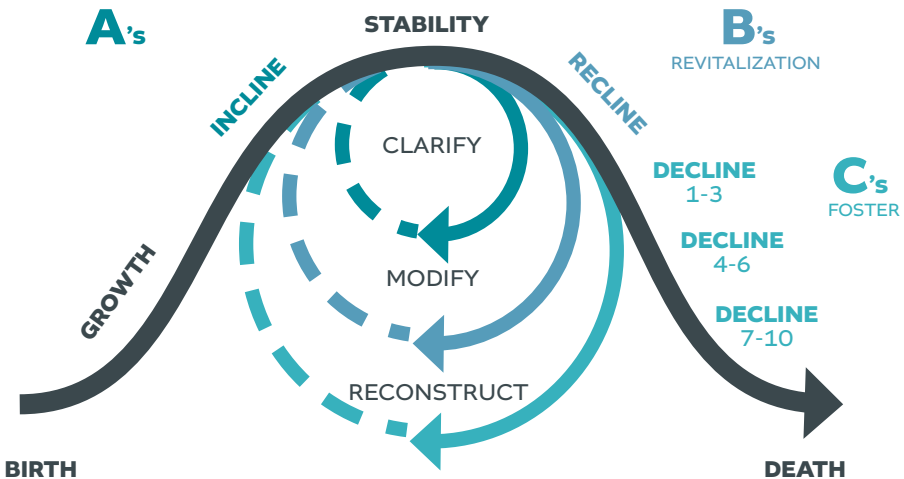 A's
STABILITY
B's
REVITALIZATION
INCLINE
RECLINE
CLARIFY
DECLINE
1-3
C's
FOSTER
DECLINE
4-6
GROWTH
MODIFY
DECLINE
7-10
RECONSTRUCT
BIRTH
DEATH